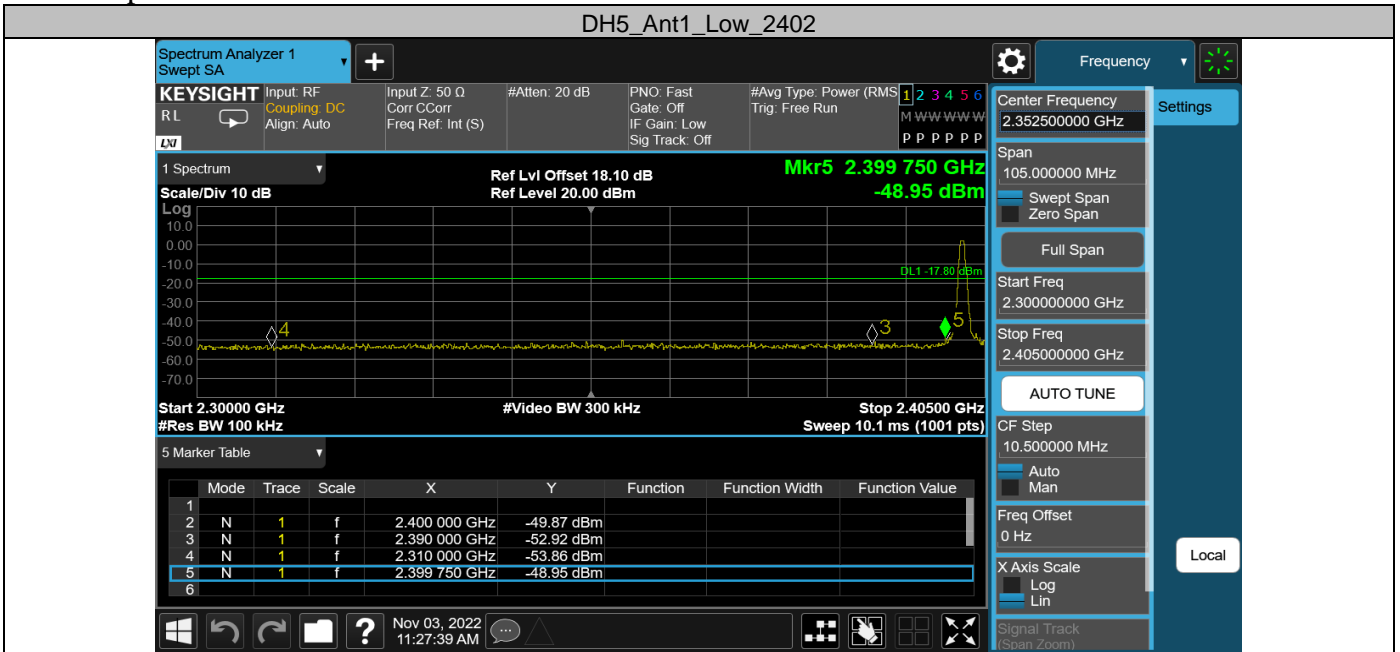 DH5_Ant1_Low_2402
Spectrum Analyzer 1
Swept SA
Frequency
KEYSIGHT
RL
LXI
Input: RF
Coupling: DC
Align: Auto
Input Z: 50 Ω
Corr CCorr
Freq Ref: Int (S)
#Atten: 20 dB
PNO: Fast
Gate: Off
IF Gain: Low
Sig Track: Off
#Avg Type: Power (RMS
Trig: Free Run
1 2 3 4 5 6
M W W W W W
P P P P P P
1 Spectrum
Scale/Div 10 dB
Ref Lvl Offset 18.10 dB
Ref Level 20.00 dBm
Mkr5 2.399 750 GHz
-48.95 dBm
Log
10.0
0.00
-10.0
-20.0
-30.0
-40.0
-50.0
-60.0
-70.0
DL1 -17.80 dBm
4
3
5
Start 2.30000 GHz
#Video BW 300 kHz
Stop 2.40500 GHz
#Res BW 100 kHz
Sweep 10.1 ms (1001 pts)
5 Marker Table
Mode Trace Scale X Y Function Function Width Function Value
1
2 N 1 f 2.400 000 GHz -49.87 dBm
3 N 1 f 2.390 000 GHz -52.92 dBm
4 N 1 f 2.310 000 GHz -53.86 dBm
5 N 1 f 2.399 750 GHz -48.95 dBm
6
Nov 03, 2022
11:27:39 AM
Center Frequency
2.352500000 GHz
Settings
Span
105.000000 MHz
Swept Span
Zero Span
Full Span
Start Freq
2.300000000 GHz
Stop Freq
2.405000000 GHz
AUTO TUNE
CF Step
10.500000 MHz
Auto
Man
Freq Offset
0 Hz
Local
X Axis Scale
Log
Lin
Signal Track
(Span Zoom)